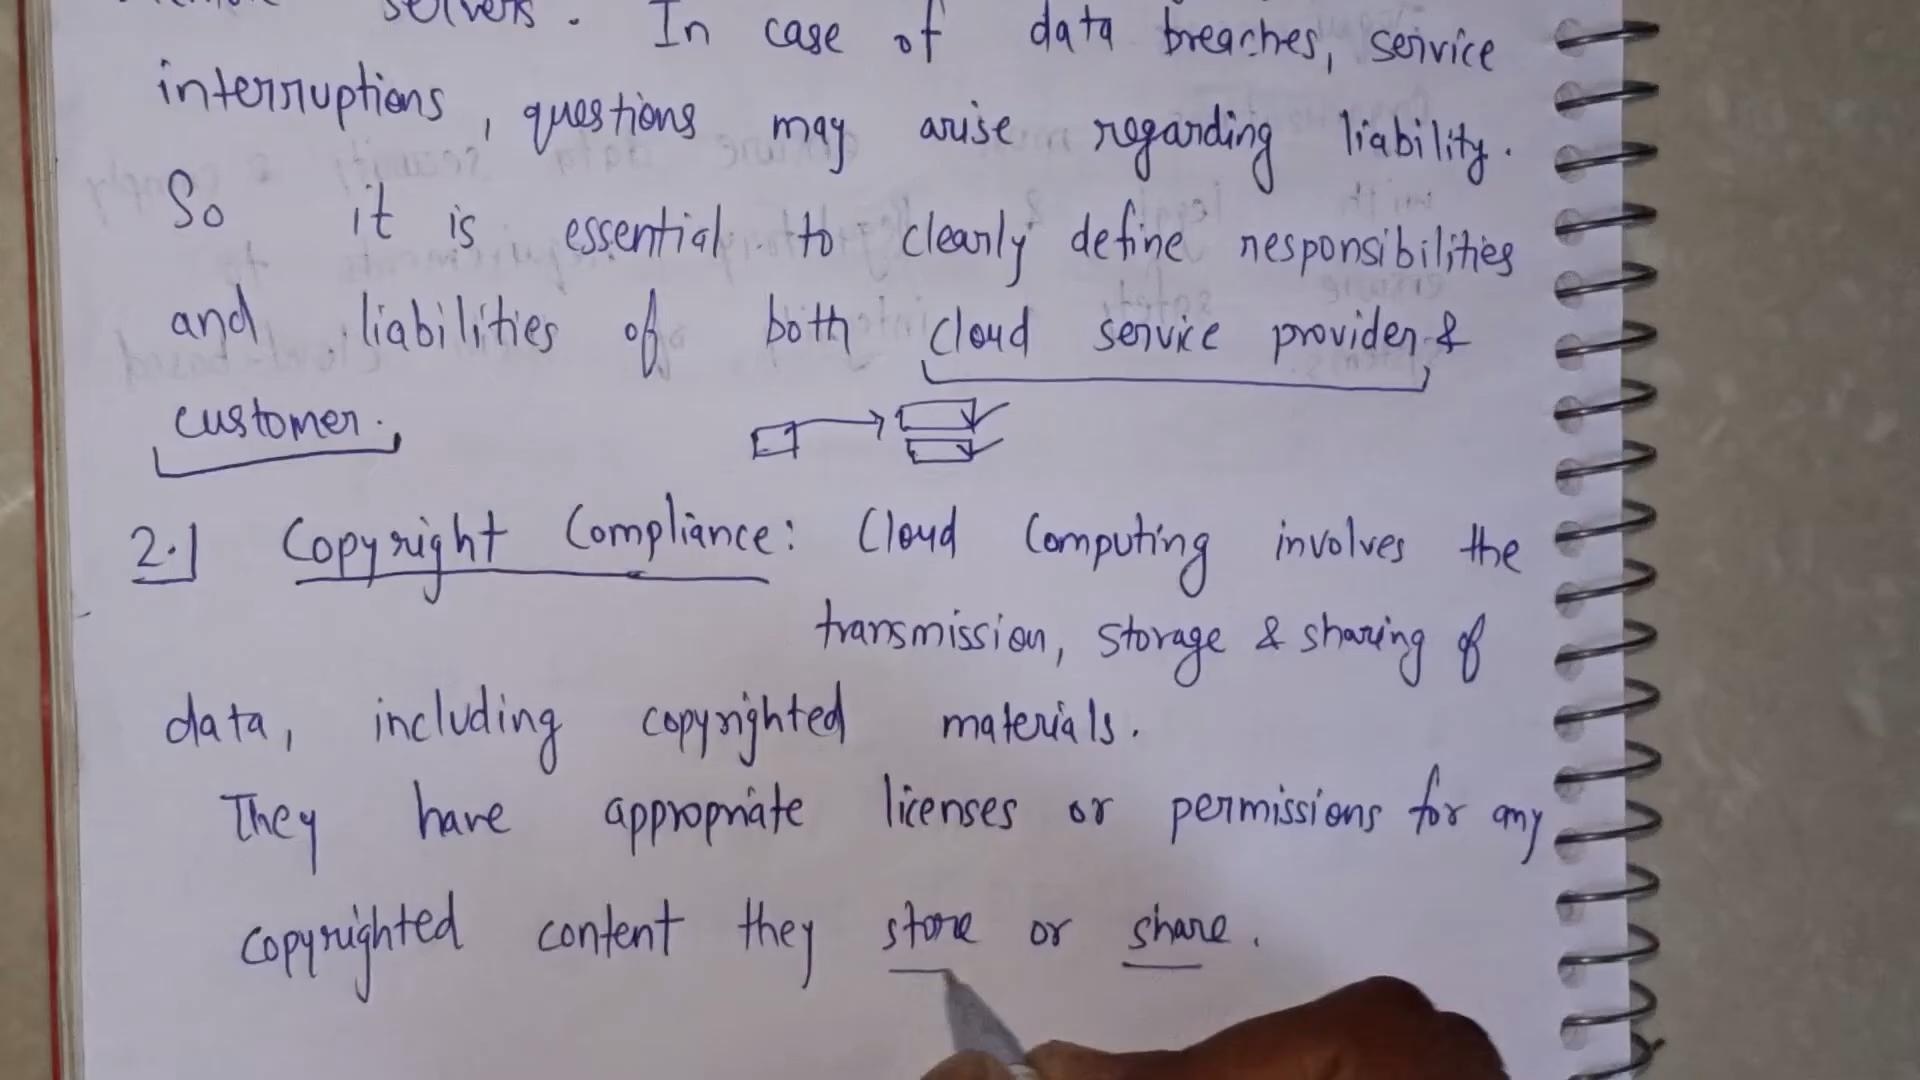 servers. In case of data breaches, service
interruptions, questions may arise regarding liability.
So it is essential to clearly define responsibilities
and liabilities of both cloud service provider &
customer.
2.] Copyright Compliance: Cloud Computing involves the
transmission, storage & sharing of
data, including copyrighted materials.
They have appropriate licenses or permissions for any
copyrighted content they store or share.